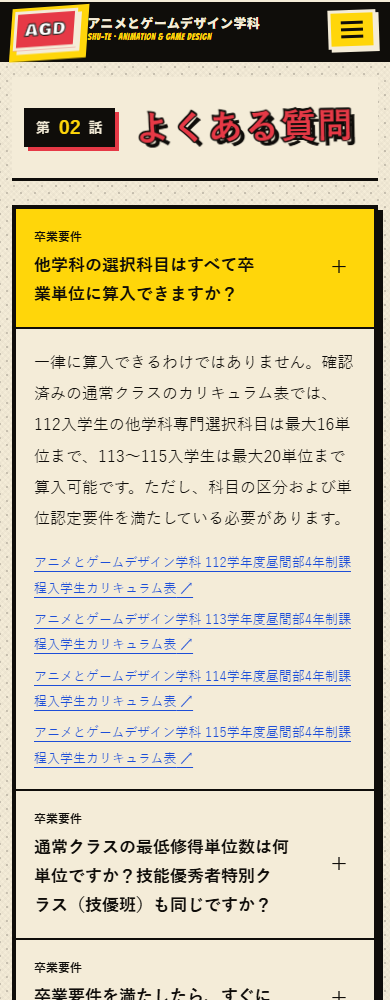 AGD
アニメとゲームデザイン学科
SHU-TE · ANIMATION & GAME DESIGN
第 02 話
よくある質問
卒業要件
他学科の選択科目はすべて卒
業単位に算入できますか？
＋
一律に算入できるわけではありません。確認
済みの通常クラスのカリキュラム表では、
112入学生の他学科専門選択科目は最大16単
位まで、113〜115入学生は最大20単位まで
算入可能です。ただし、科目の区分および単
位認定要件を満たしている必要があります。
アニメとゲームデザイン学科 112学年度昼間部4年制課
程入学生カリキュラム表 ↗
アニメとゲームデザイン学科 113学年度昼間部4年制課
程入学生カリキュラム表 ↗
アニメとゲームデザイン学科 114学年度昼間部4年制課
程入学生カリキュラム表 ↗
アニメとゲームデザイン学科 115学年度昼間部4年制課
程入学生カリキュラム表 ↗
卒業要件
通常クラスの最低修得単位数は何
単位ですか？技能優秀者特別ク
ラス（技優班）も同じですか？
＋
卒業要件
卒業要件を満たしたら、すぐに
＋